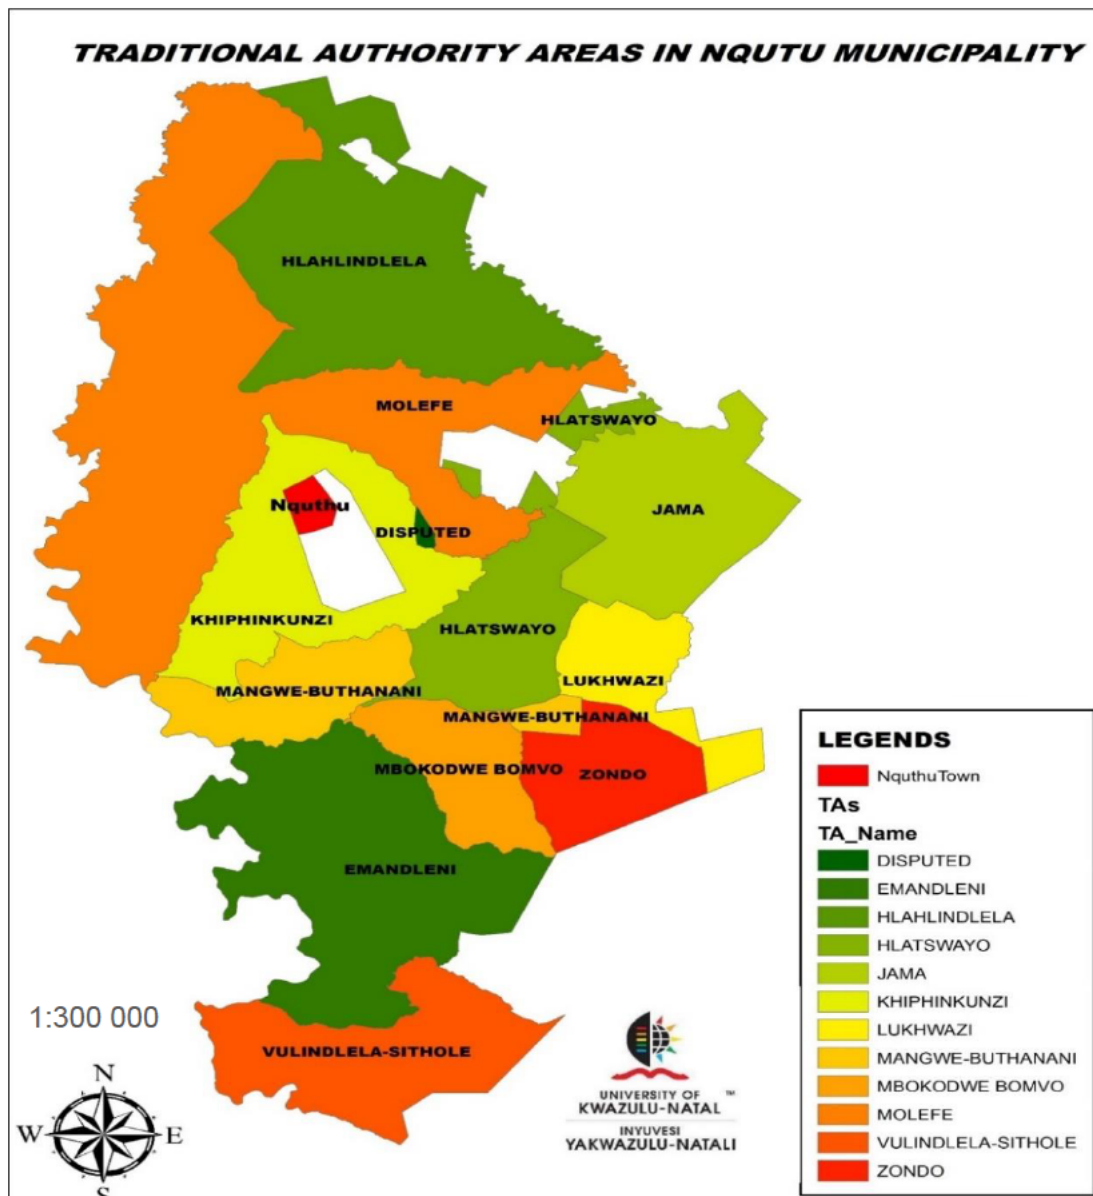 TRADITIONAL AUTHORITY AREAS IN NQUTU MUNICIPALITY
HLAHLINDLELA
MOLEFE
HLATSWAYO
Nquthu
JAMA
DISPUTED
KHIPHINKUNZI
HLATSWAYO
LUKHWAZI
MANGWE-BUTHANANI
MANGWE-BUTHANANI
MBOKODWE BOMVO
ZONDO
EMANDLENI
VULINDLELA-SITHOLE
1:300 000
N
W
E
S
UNIVERSITY OF ™
KWAZULU-NATAL
INYUVESI
YAKWAZULU-NATALI
LEGENDS
NquthuTown
TAs
TA_Name
DISPUTED
EMANDLENI
HLAHLINDLELA
HLATSWAYO
JAMA
KHIPHINKUNZI
LUKHWAZI
MANGWE-BUTHANANI
MBOKODWE BOMVO
MOLEFE
VULINDLELA-SITHOLE
ZONDO